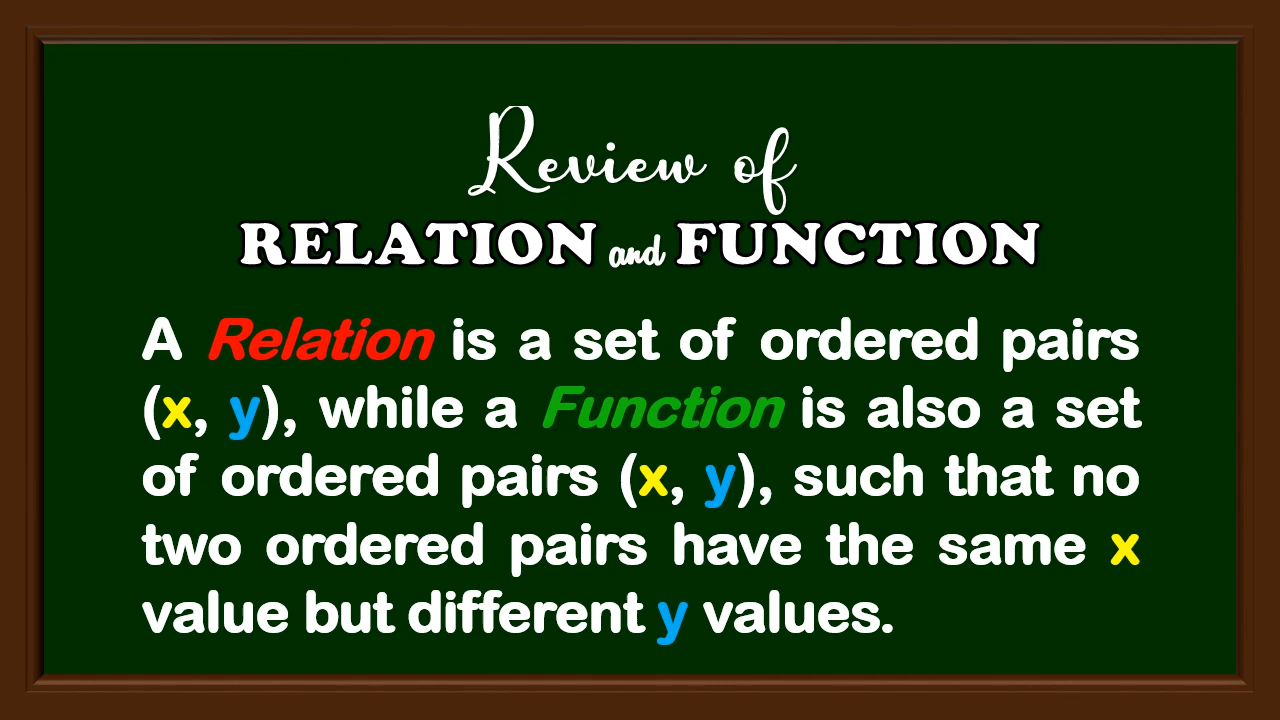 Review of
RELATION and FUNCTION
A Relation is a set of ordered pairs
(x, y), while a Function is also a set
of ordered pairs (x, y), such that no
two ordered pairs have the same x
value but different y values.